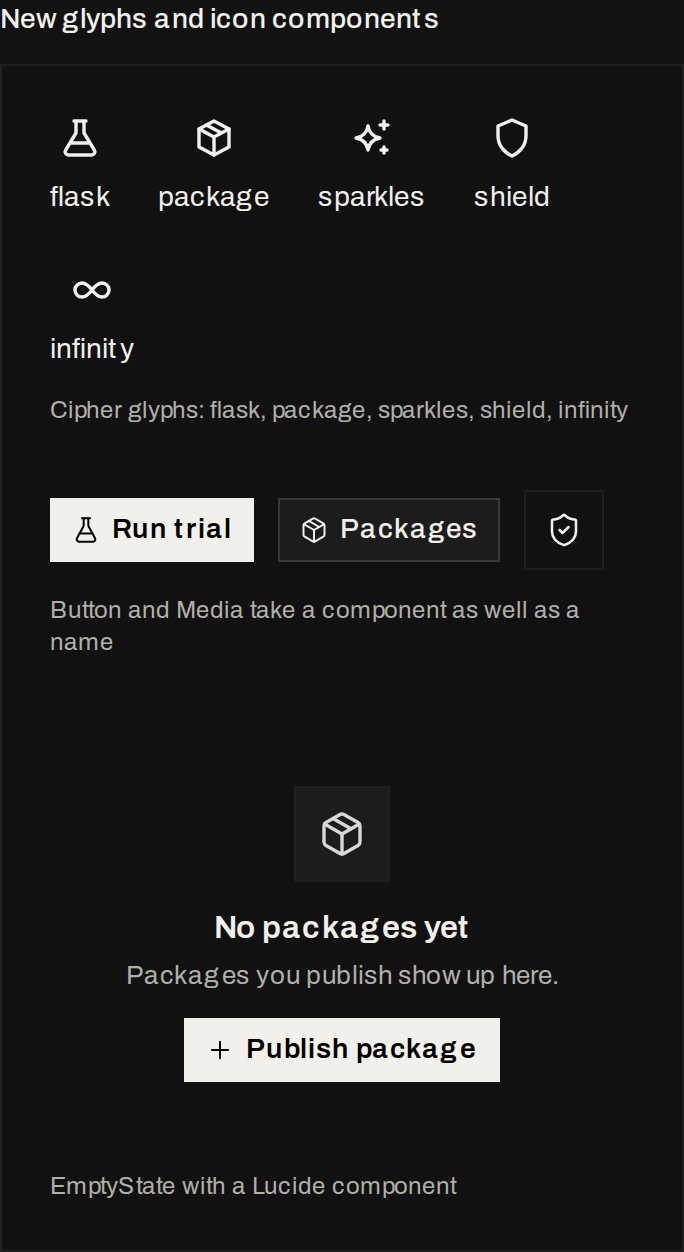 New glyphs and icon components
flask package sparkles shield
infinity
Cipher glyphs: flask, package, sparkles, shield, infinity
Run trial Packages
Button and Media take a component as well as a
name
No packages yet
Packages you publish show up here.
Publish package
EmptyState with a Lucide component